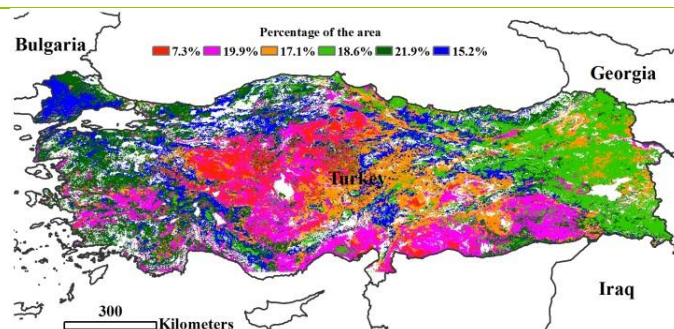 Percentage of the area
7.3% 19.9% 17.1% 18.6% 21.9% 15.2%
Bulgaria
Georgia
Turkey
Iraq
300
Kilometers